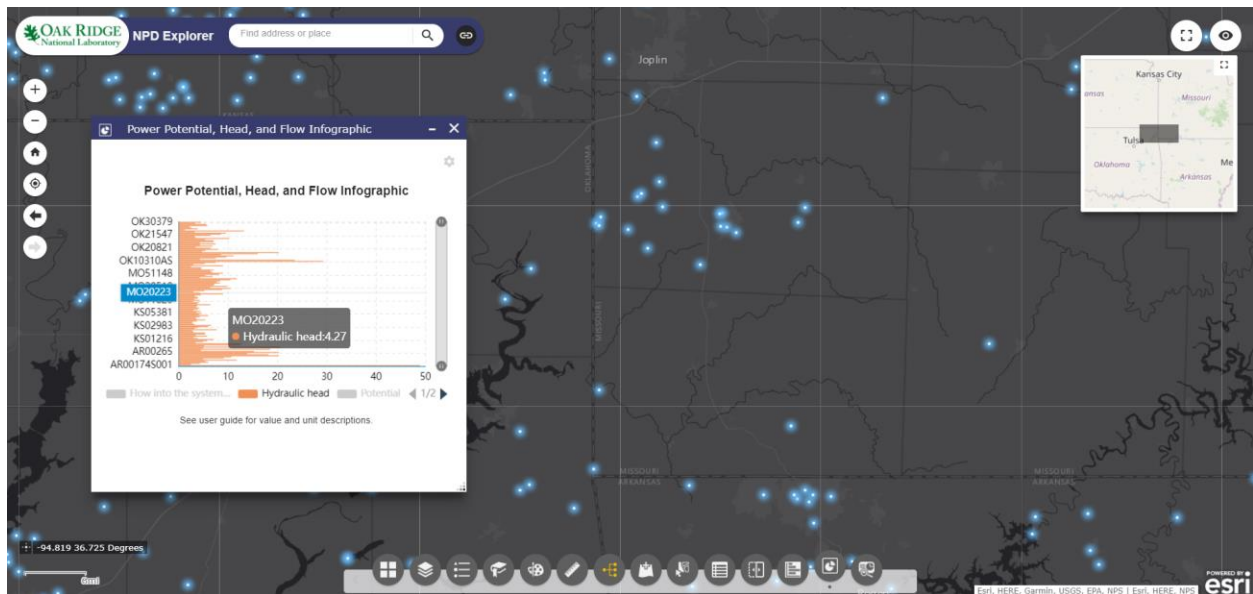 OAK RIDGE
National Laboratory
NPD Explorer
Find address or place
Joplin
Kansas City
Missouri
Tulsa
Oklahoma
Arkansas
Me
OKLAHOMA
MISSOURI
MISSOURI
ARKANSAS
MISSOURI
ARKANSAS
Power Potential, Head, and Flow Infographic
Power Potential, Head, and Flow Infographic
OK30379
OK21547
OK20821
OK10310AS
MO51148
MO20223
KS05381
KS02983
KS01216
AR00265
AR00174S001
MO20223
Hydraulic head:4.27
0 10 20 30 40 50
Flow into the system... Hydraulic head Potential 1/2
See user guide for value and unit descriptions.
-94.819 36.725 Degrees
6mi
Esri, HERE, Garmin, USGS, EPA, NPS | Esri, HERE, NPS
POWERED BY
esri